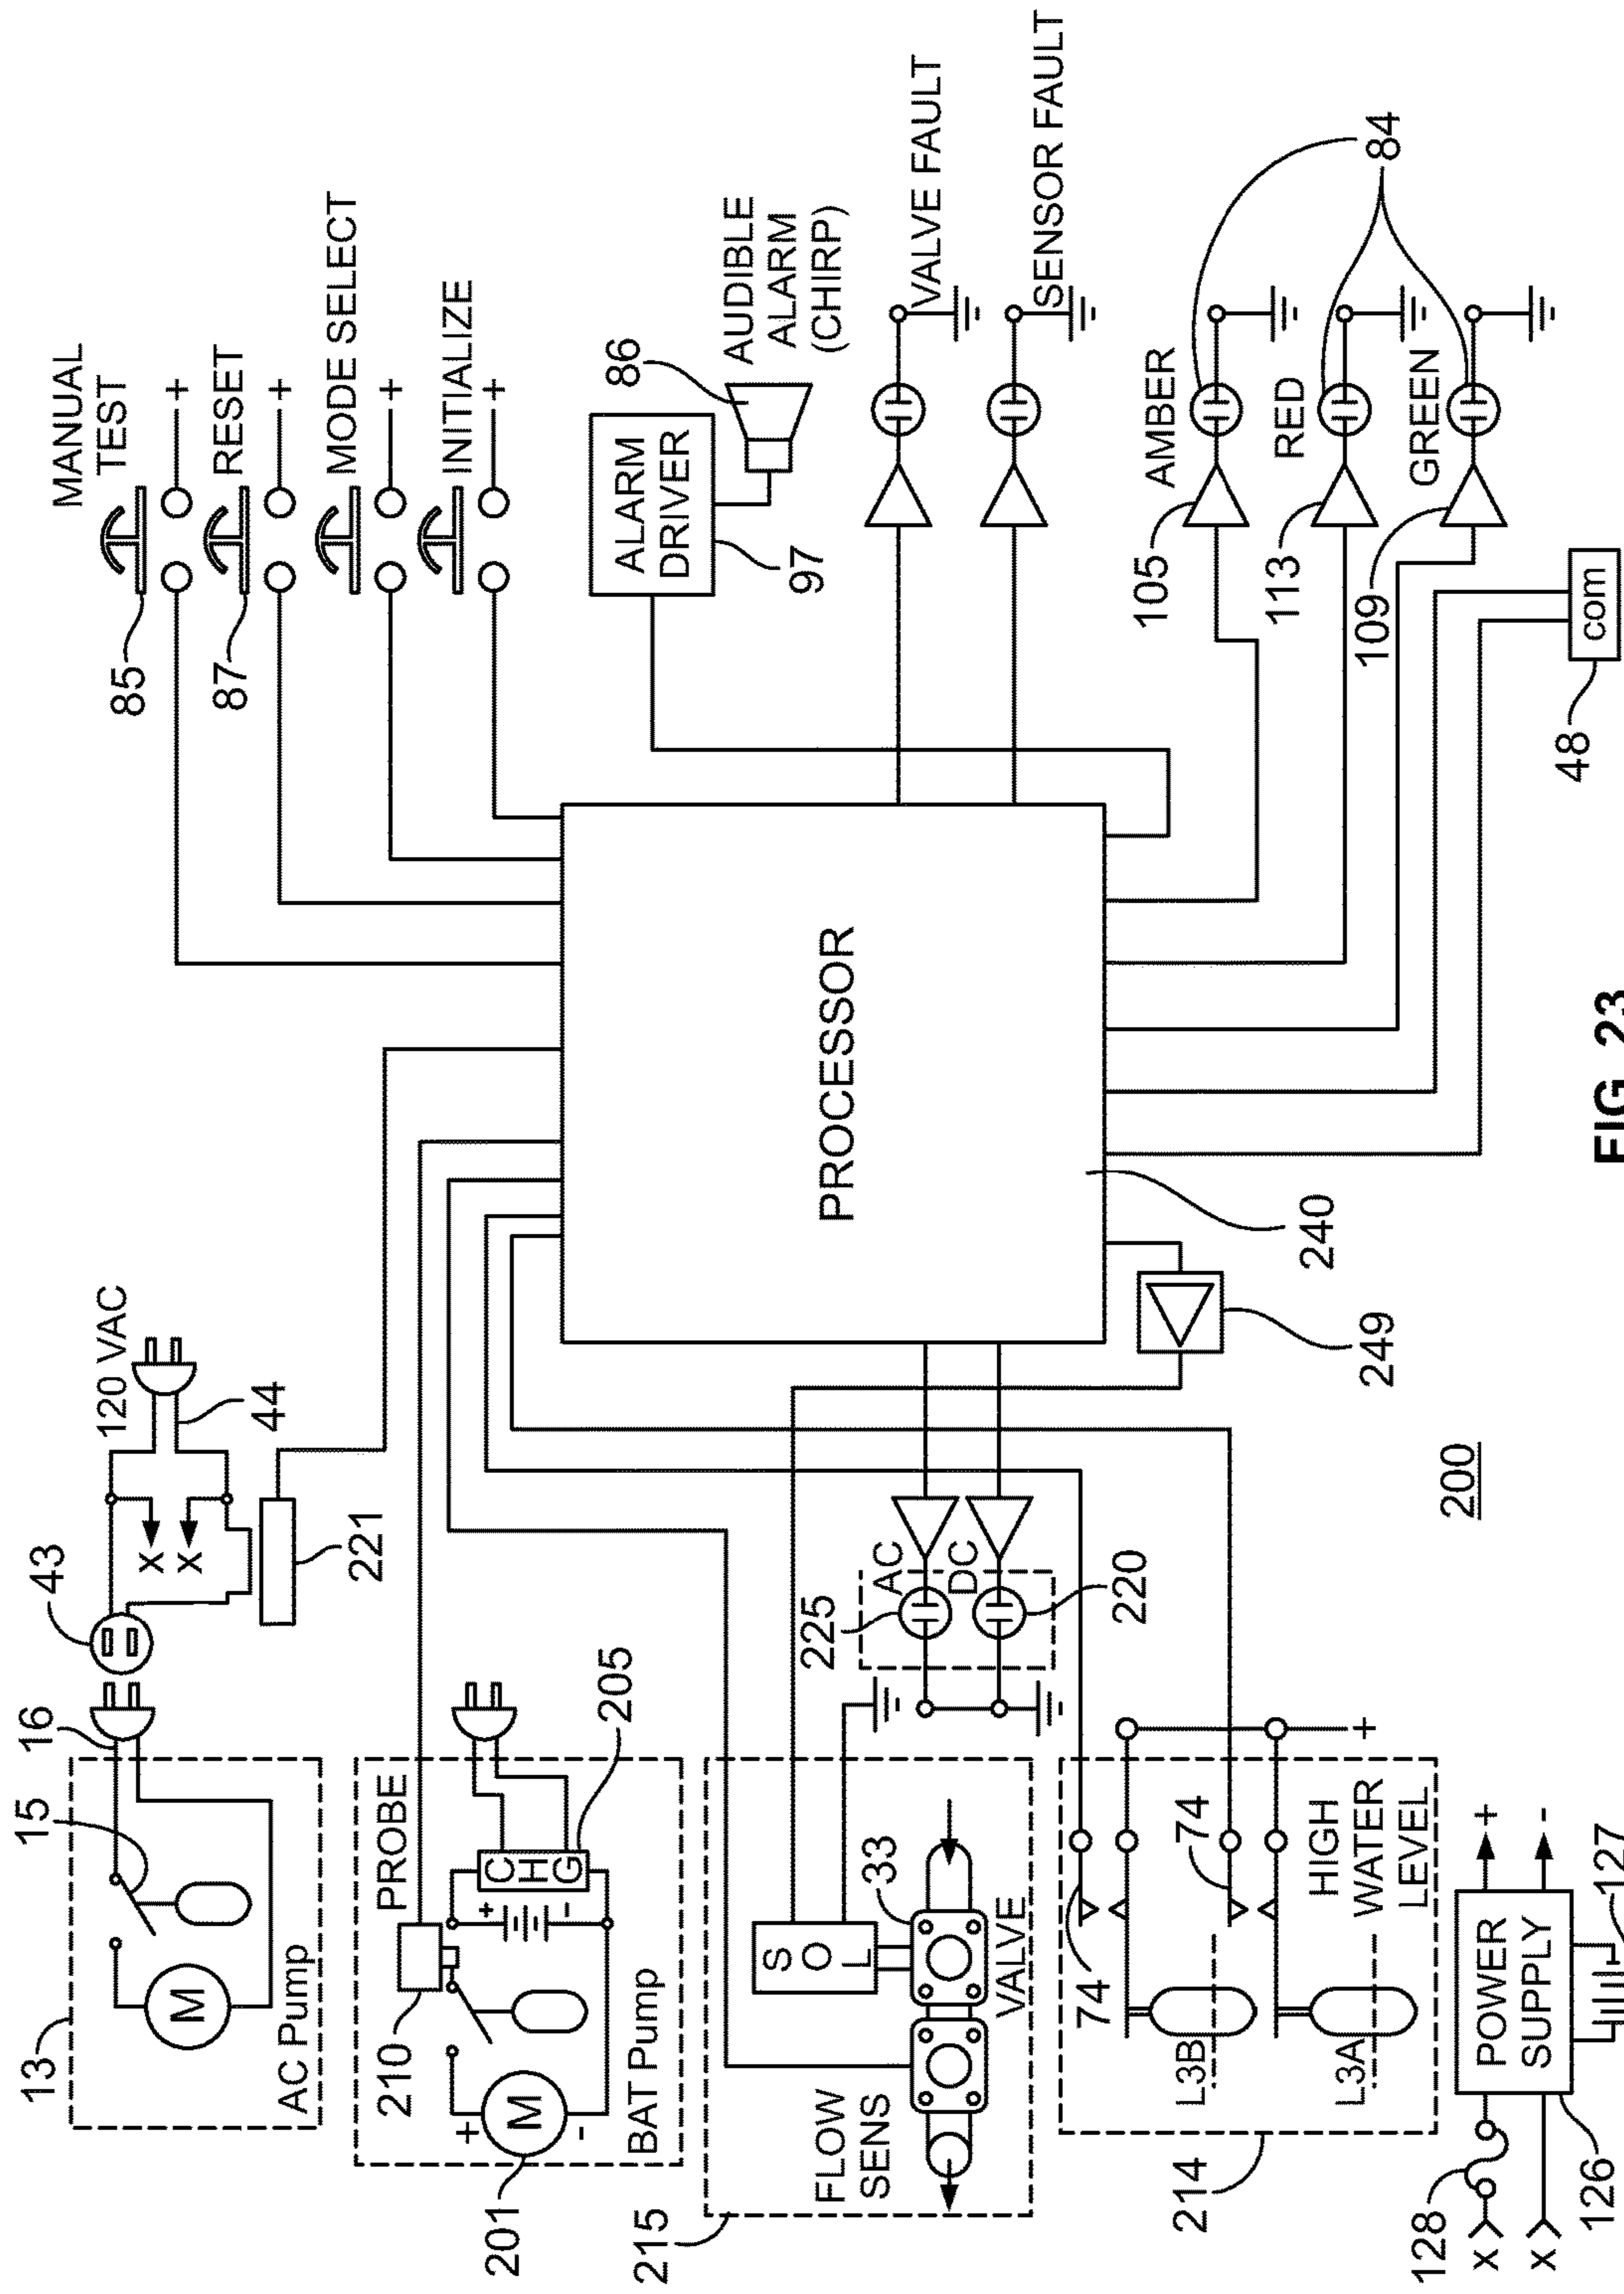 13
15
16
43
120 VAC
44
X
X
221
M
AC Pump
MANUAL
TEST
+
85
RESET
+
87
MODE SELECT
+
INITIALIZE
+
PROBE
210
205
CHG
+
-
+
M
-
201
BAT Pump
86
AUDIBLE
ALARM
(CHIRP)
ALARM
DRIVER
97
PROCESSOR
240
VALVE FAULT
SENSOR FAULT
215
SOL
33
VALVE
FLOW
SENS
225
AC
DC
220
249
AMBER
105
RED
113
GREEN
109
84
74
74
L3B
L3A
HIGH
WATER
LEVEL
+
214
com
48
128
X
X
POWER
SUPPLY
+
-
126
127
200
FIG. 23